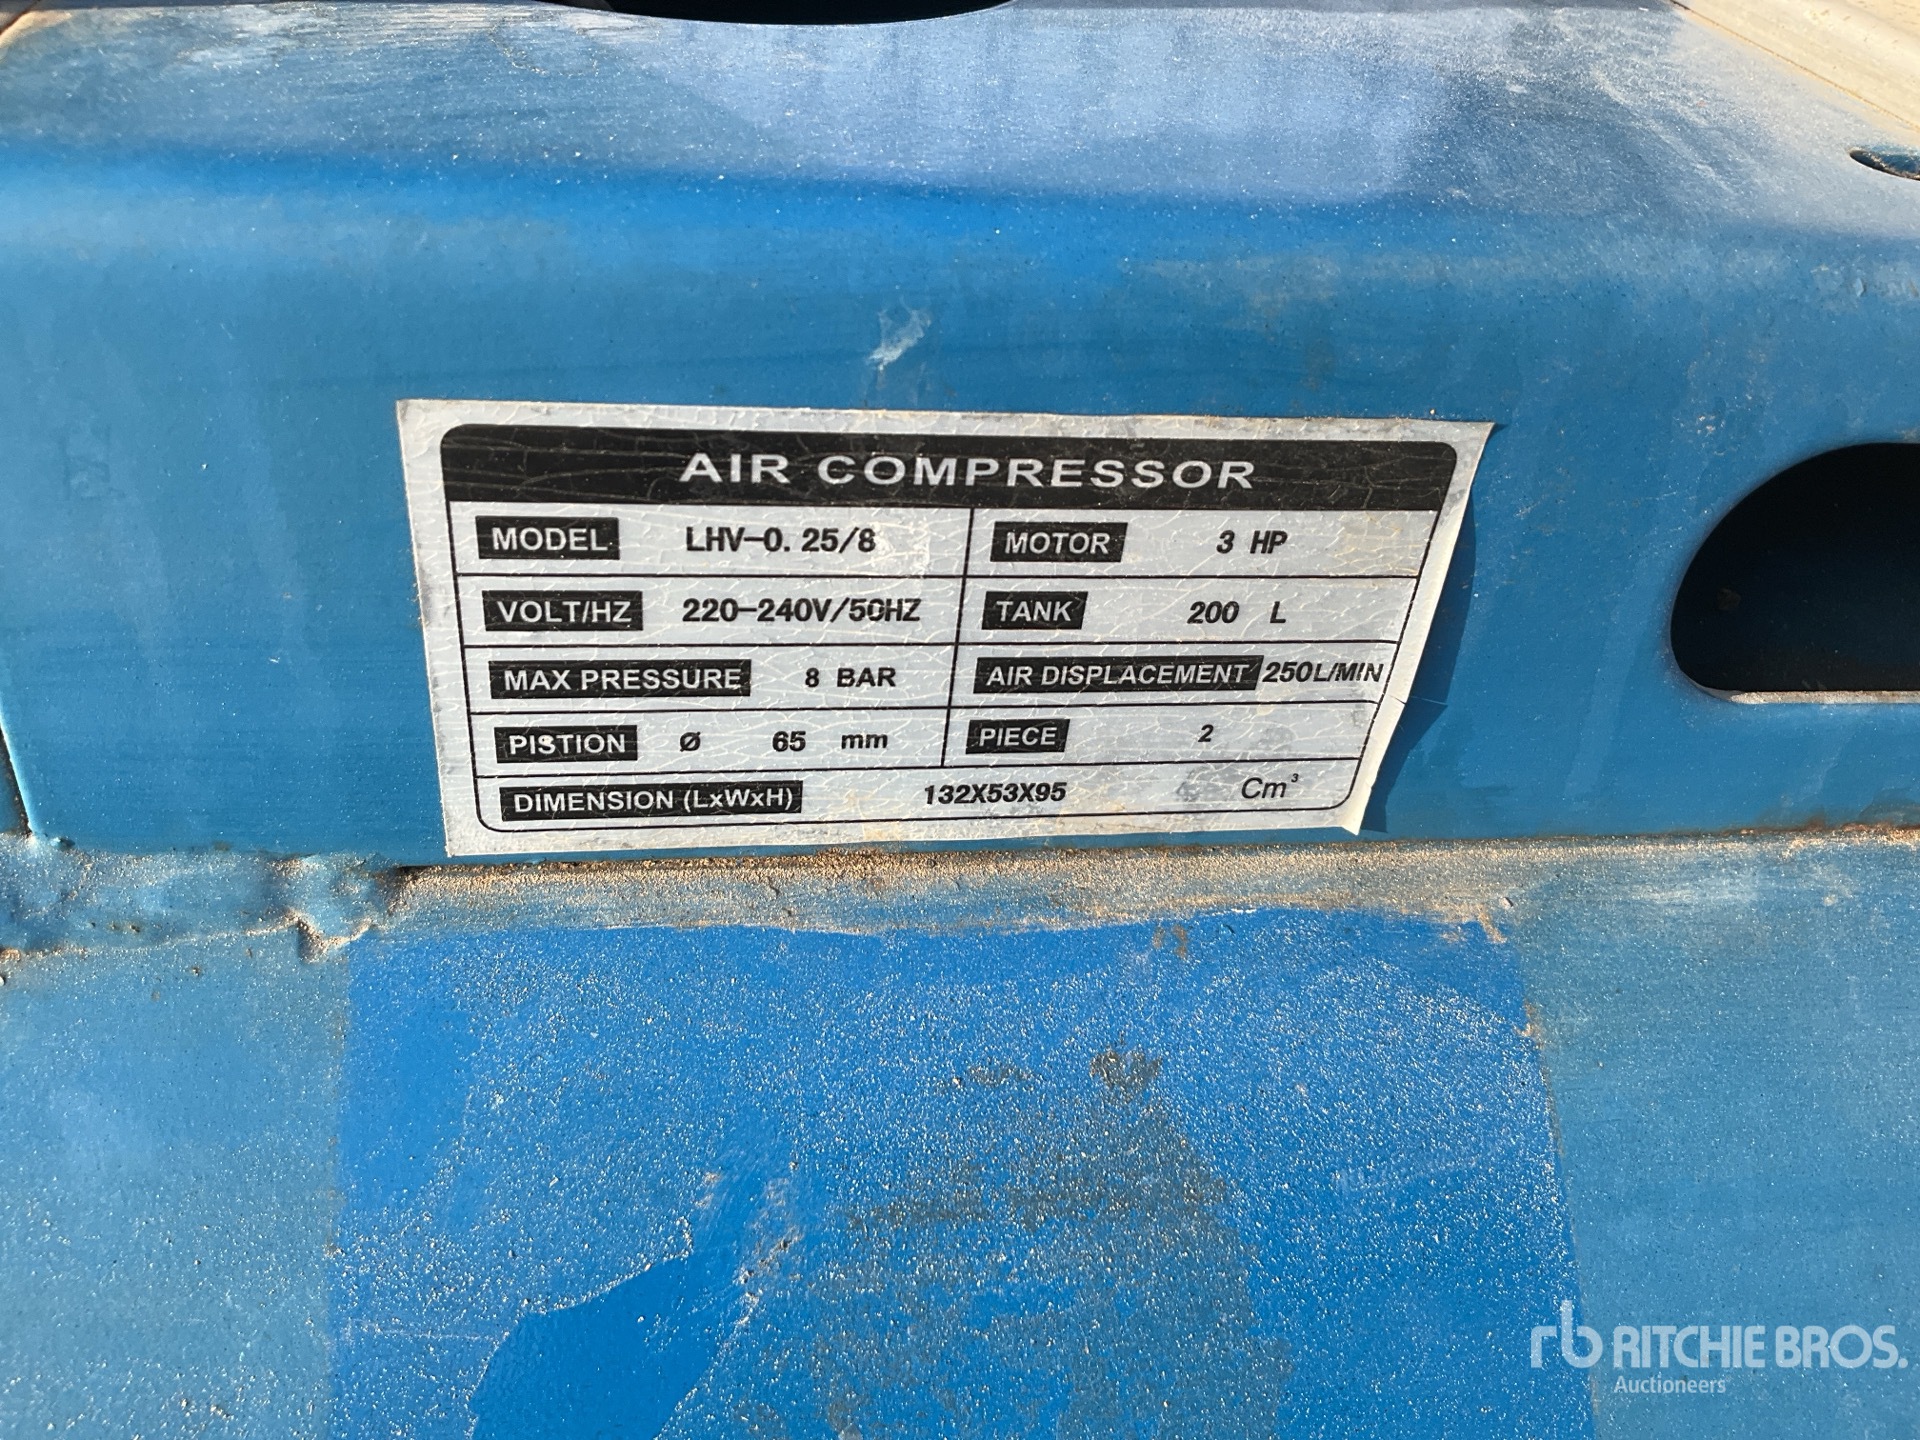 AIR COMPRESSOR
MODEL LHV-0.25/8 MOTOR 3 HP
VOLT/HZ 220-240V/50HZ TANK 200 L
MAX PRESSURE 8 BAR AIR DISPLACEMENT 250L/MIN
PISTION Ø 65 mm PIECE 2
DIMENSION (LxWxH) 132X53X95 Cm³
rb RITCHIE BROS.
Auctioneers